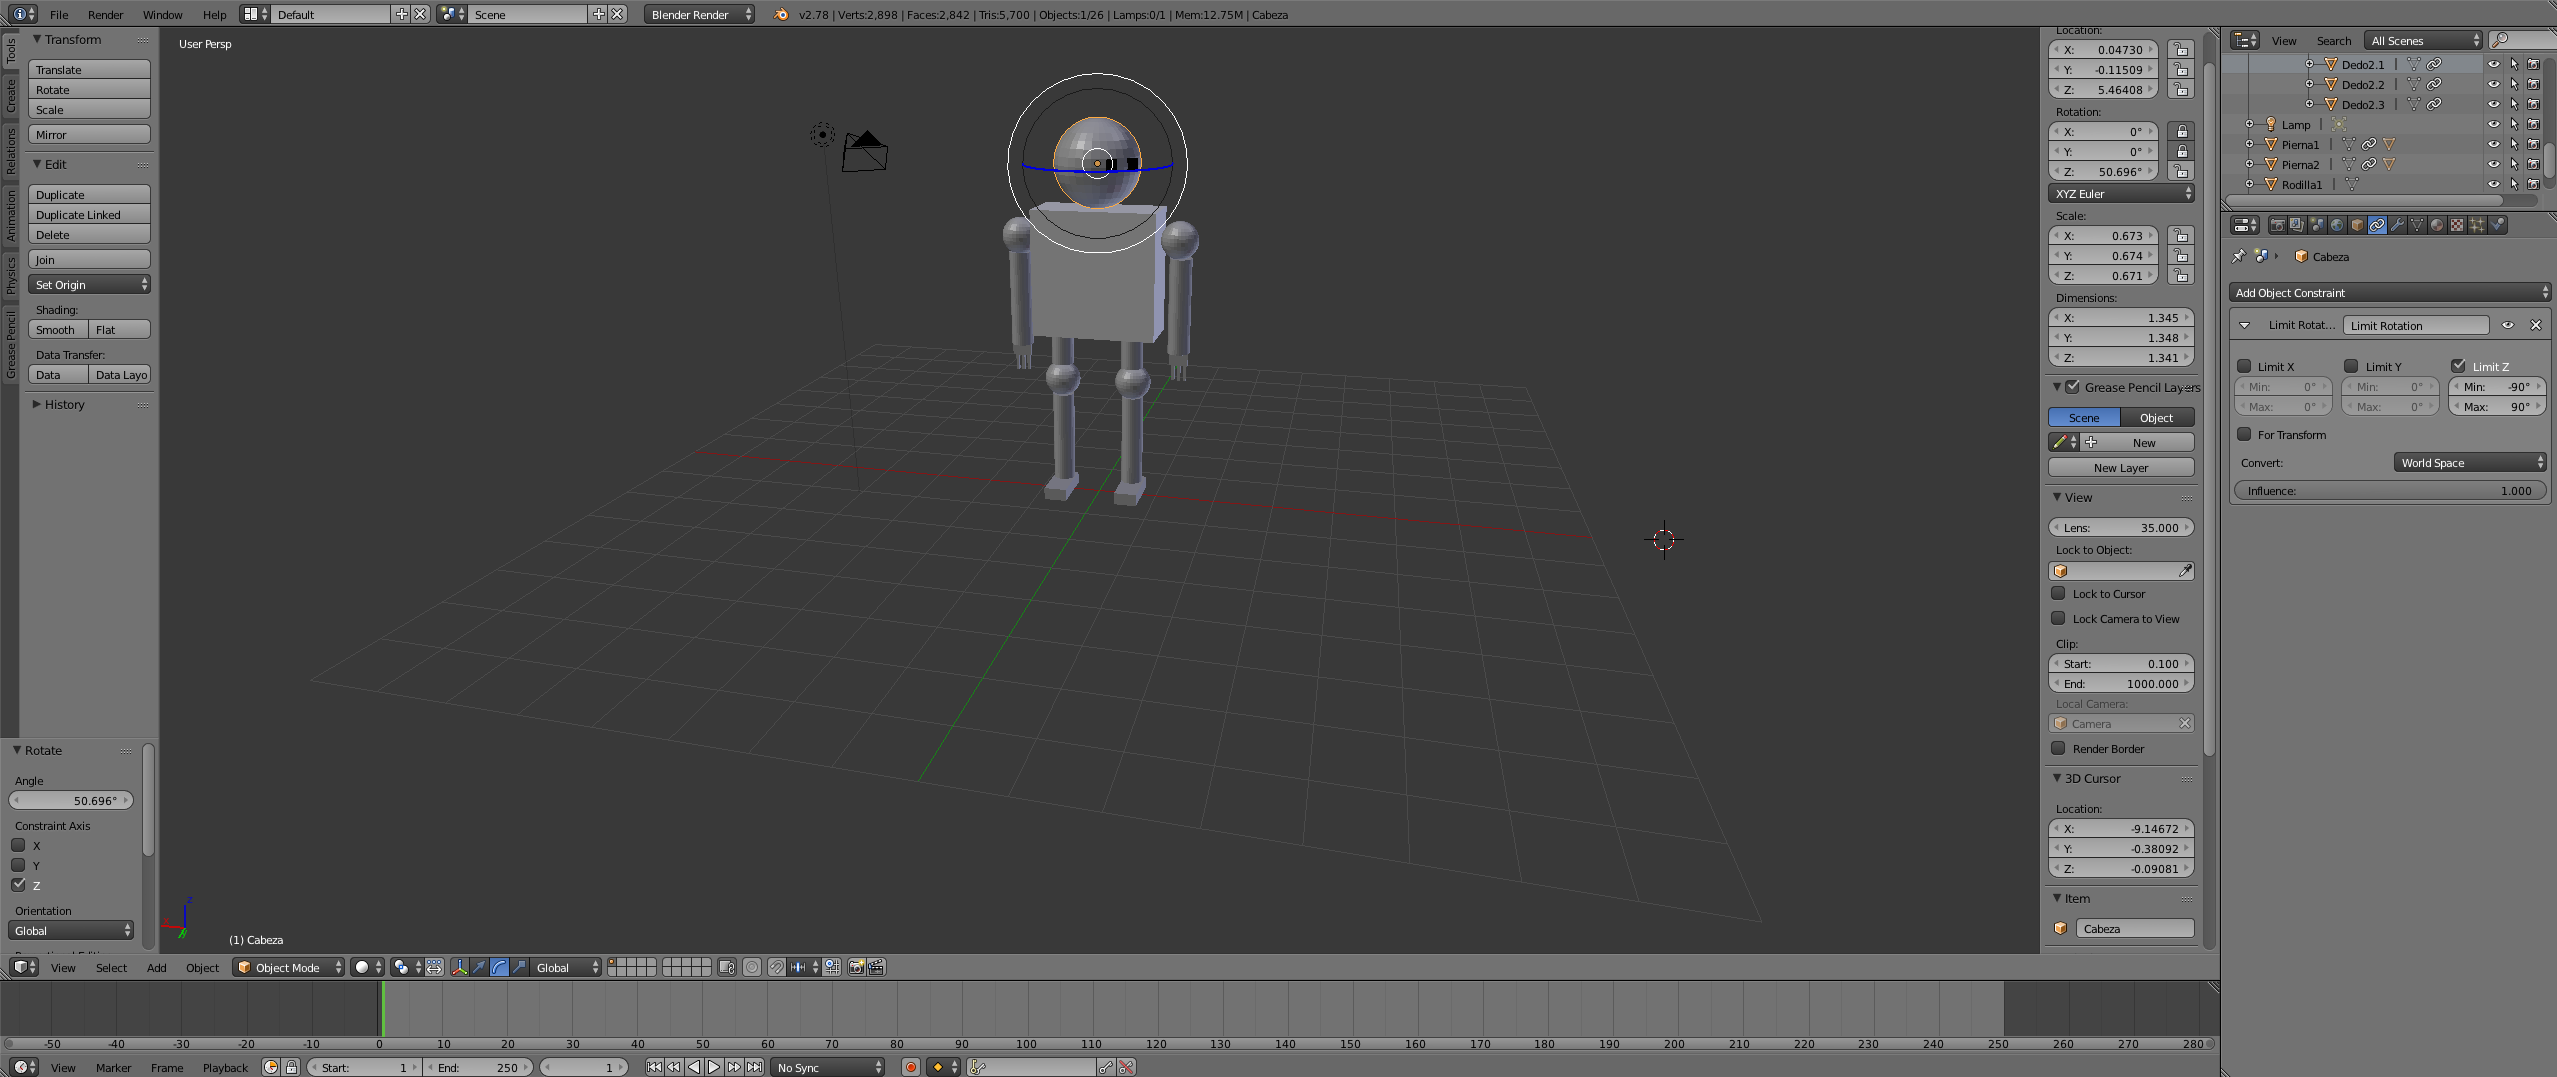 File Render Window Help Default Scene Blender Render v2.78 | Verts:2,898 | Faces:2,842 | Tris:5,700 | Objects:1/26 | Lamps:0/1 | Mem:12.75M | Cabeza
Tools
Create
Relations
Animation
Physics
Grease Pencil
Transform
Translate
Rotate
Scale
Mirror
Edit
Duplicate
Duplicate Linked
Delete
Join
Set Origin
Shading:
Smooth Flat
Data Transfer:
Data Data Layo
History
Rotate
Angle
50.696°
Constraint Axis
X
Y
Z
Orientation
Global
User Persp
(1) Cabeza
Location:
X: 0.04730
Y: -0.11509
Z: 5.46408
Rotation:
X: 0°
Y: 0°
Z: 50.696°
XYZ Euler
Scale:
X: 0.673
Y: 0.674
Z: 0.671
Dimensions:
X: 1.345
Y: 1.348
Z: 1.341
Grease Pencil Layers
Scene Object
New
New Layer
View
Lens: 35.000
Lock to Object:
Lock to Cursor
Lock Camera to View
Clip:
Start: 0.100
End: 1000.000
Local Camera:
Camera
Render Border
3D Cursor
Location:
X: -9.14672
Y: -0.38092
Z: -0.09081
Item
Cabeza
View Search All Scenes
Dedo2.1
Dedo2.2
Dedo2.3
Lamp
Pierna1
Pierna2
Rodilla1
Cabeza
Add Object Constraint
Limit Rotat... Limit Rotation
Limit X Limit Y Limit Z
Min: 0° Min: 0° Min: -90°
Max: 0° Max: 0° Max: 90°
For Transform
Convert: World Space
Influence: 1.000
View Select Add Object Object Mode Global
-50 -40 -30 -20 -10 0 10 20 30 40 50 60 70 80 90 100 110 120 130 140 150 160 170 180 190 200 210 220 230 240 250 260 270 280
View Marker Frame Playback Start: 1 End: 250 1 No Sync